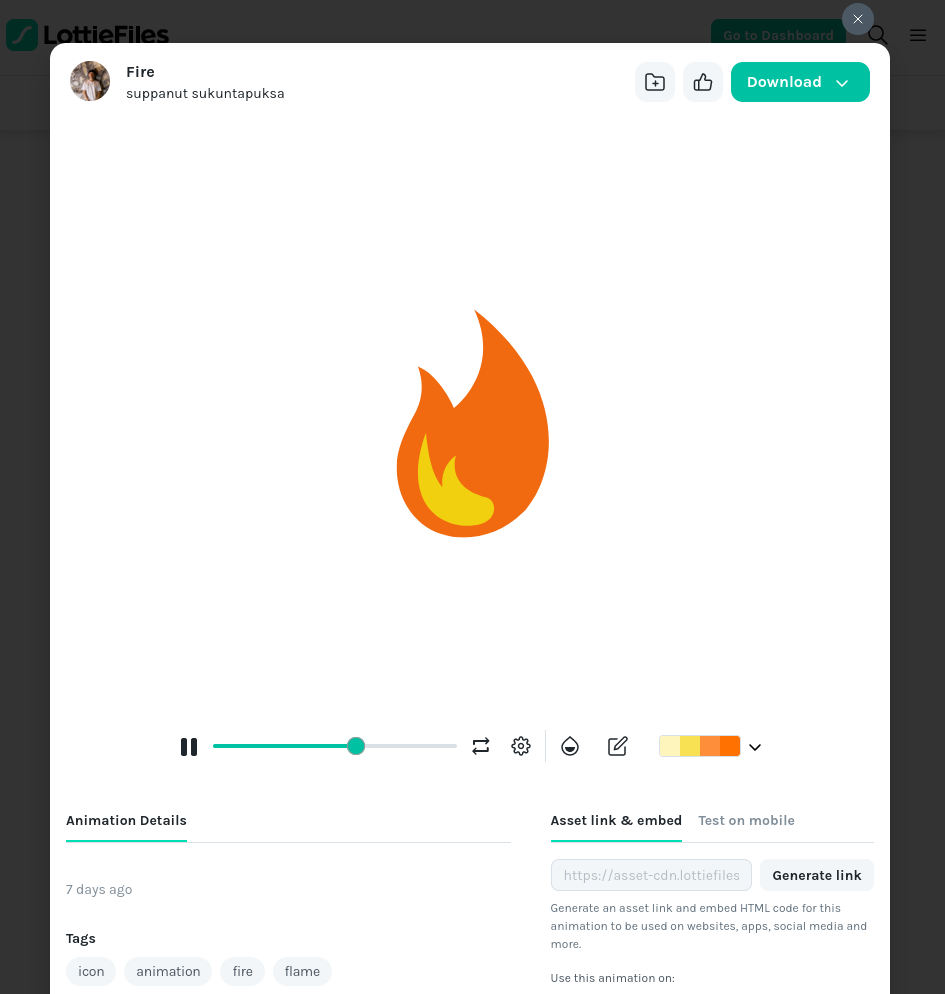 LottieFiles
Go to Dashboard
Fire
suppanut sukuntapuksa
Download
Animation Details
Asset link & embed
Test on mobile
https://asset-cdn.lottiefiles
Generate link
7 days ago
Generate an asset link and embed HTML code for this
animation to be used on websites, apps, social media and
more.
Tags
icon
animation
fire
flame
Use this animation on: